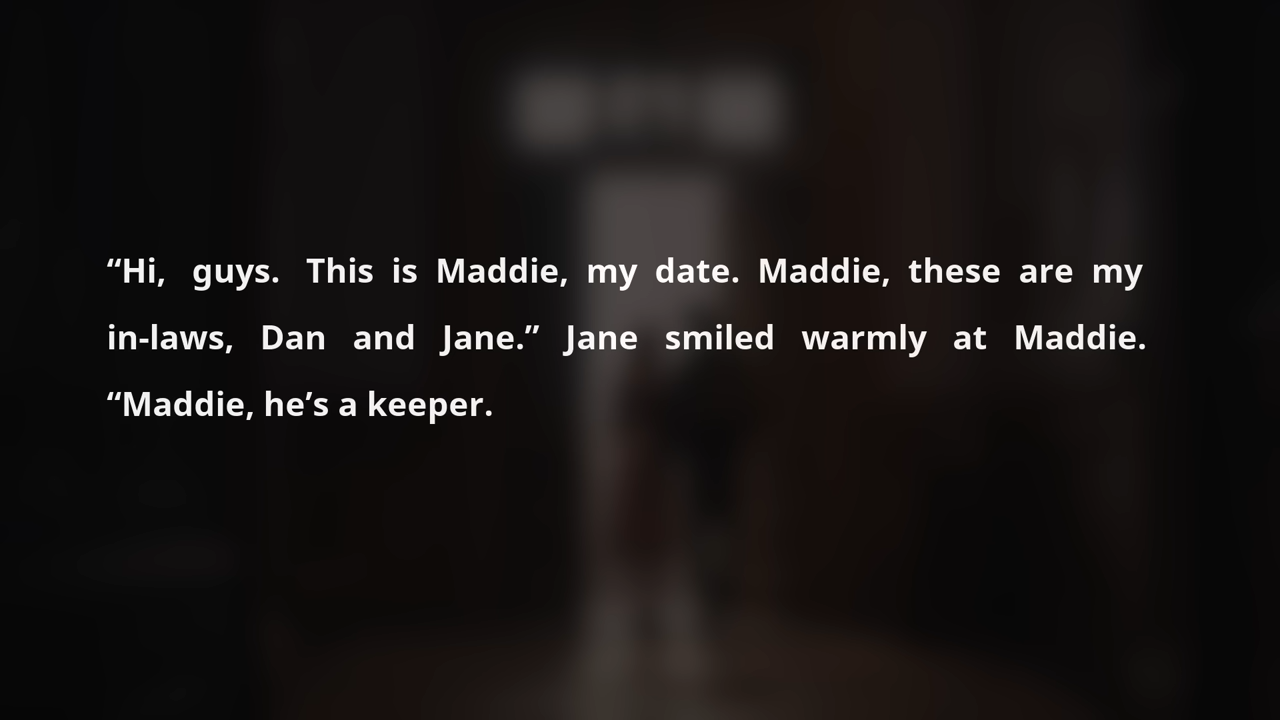 “Hi, guys. This is Maddie, my date. Maddie, these are my
in-laws, Dan and Jane.” Jane smiled warmly at Maddie.
“Maddie, he’s a keeper.